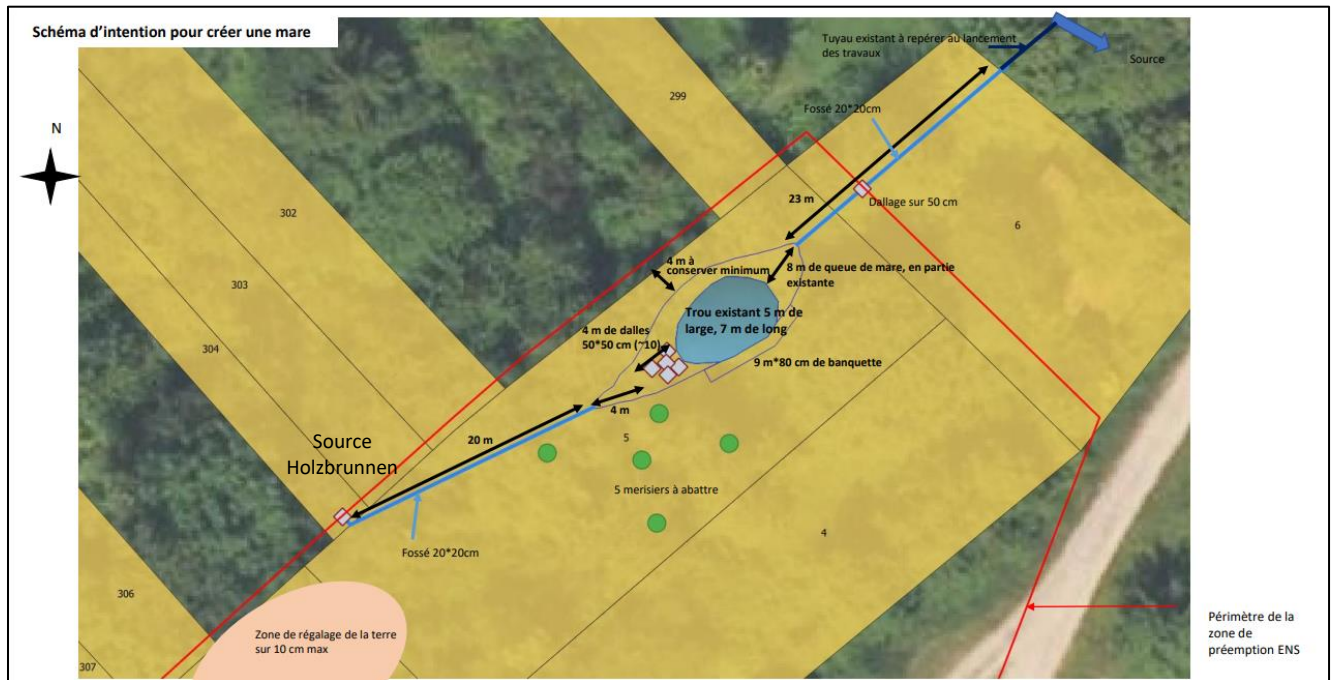 Schéma d'intention pour créer une mare
Tuyau existant à repérer au lancement
des travaux
Source
N
299
Fossé 20*20cm
302
23 m
Dallage sur 50 cm
6
4 m à
conserver minimum
8 m de queue de mare, en partie
existante
303
Trou existant 5 m de
large, 7 m de long
304
4 m de dalles
50*50 cm (~10)
9 m*80 cm de banquette
4 m
20 m
5
Source
Holzbrunnen
5 merisiers à abattre
4
Fossé 20*20cm
306
Zone de régalage de la terre
sur 10 cm max
307
Périmètre de la
zone de
préemption ENS